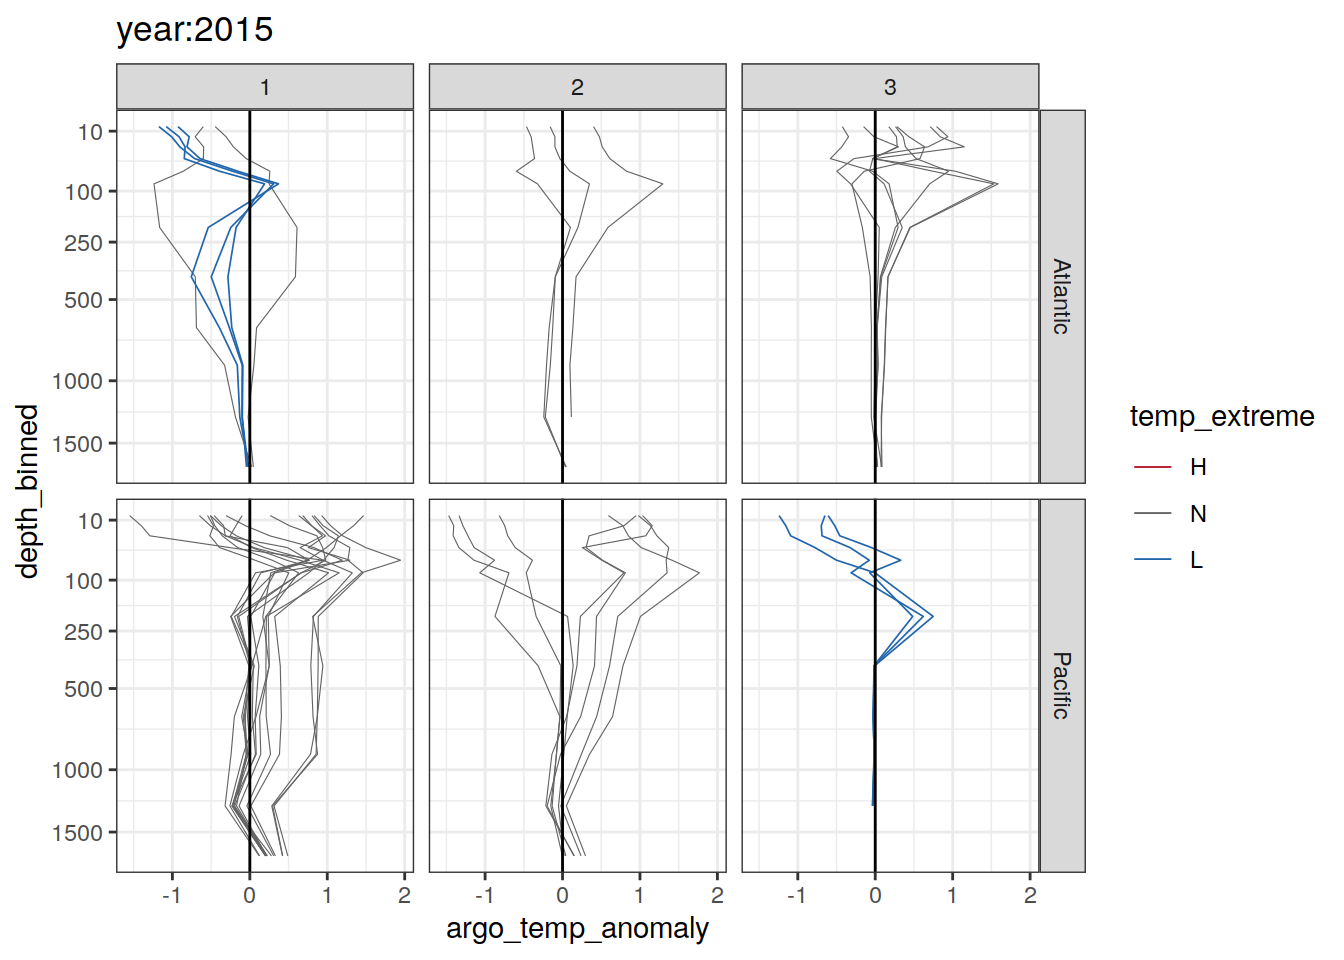 year:2015
1 2 3
10
100
250
500
1000
1500
Atlantic
10
100
250
500
1000
1500
Pacific
-1 0 1 2 -1 0 1 2 -1 0 1 2
argo_temp_anomaly
depth_binned
temp_extreme
H
N
L